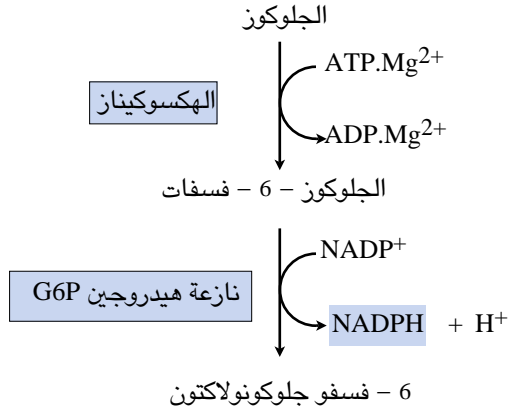 الجلوكوز
ATP.Mg²⁺
الهكسوكيناز
ADP.Mg²⁺
الجلوكوز – 6 – فسفات
NADP⁺
نازعة هيدروجين G6P
NADPH + H⁺
6 – فسفو جلوكونولاكتون